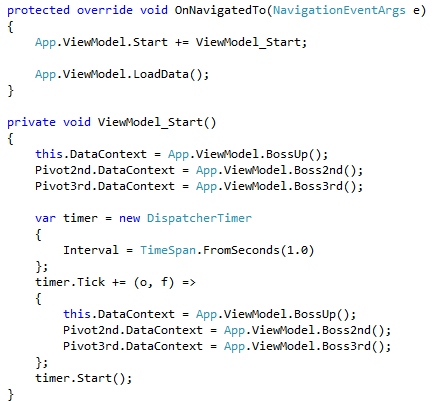 protected override void OnNavigatedTo(NavigationEventArgs e)
{
    App.ViewModel.Start += ViewModel_Start;

    App.ViewModel.LoadData();
}

private void ViewModel_Start()
{
    this.DataContext = App.ViewModel.BossUp();
    Pivot2nd.DataContext = App.ViewModel.Boss2nd();
    Pivot3rd.DataContext = App.ViewModel.Boss3rd();

    var timer = new DispatcherTimer
    {
        Interval = TimeSpan.FromSeconds(1.0)
    };
    timer.Tick += (o, f) =>
    {
        this.DataContext = App.ViewModel.BossUp();
        Pivot2nd.DataContext = App.ViewModel.Boss2nd();
        Pivot3rd.DataContext = App.ViewModel.Boss3rd();
    };
    timer.Start();
}